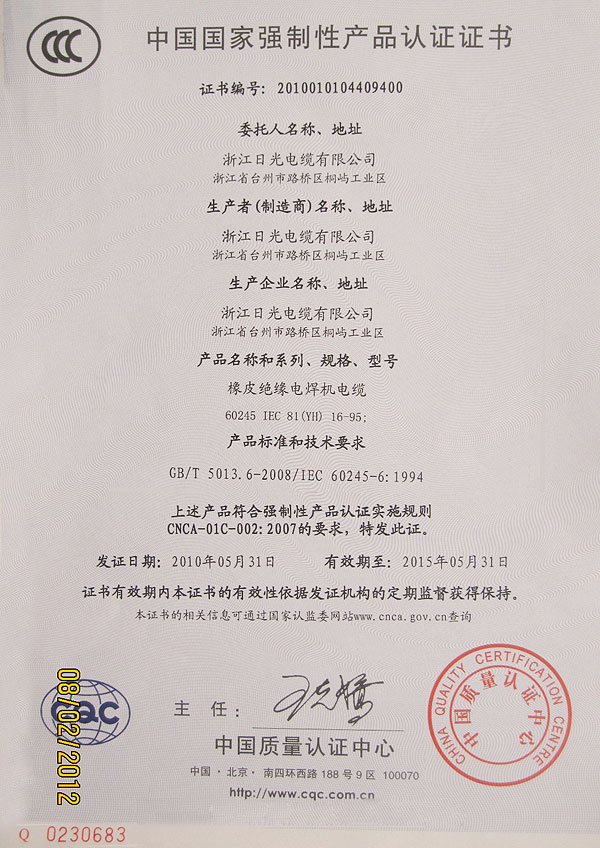 CCC
中国国家强制性产品认证证书
证书编号: 2010010104409400
委托人名称、地址
浙江日光电缆有限公司
浙江省台州市路桥区桐屿工业区
生产者(制造商)名称、地址
浙江日光电缆有限公司
浙江省台州市路桥区桐屿工业区
生产企业名称、地址
浙江日光电缆有限公司
浙江省台州市路桥区桐屿工业区
产品名称和系列、规格、型号
橡皮绝缘电焊机电缆
60245 IEC 81(YH) 16-95;
产品标准和技术要求
GB/T 5013.6-2008/IEC 60245-6:1994
上述产品符合强制性产品认证实施规则
CNCA-01C-002:2007的要求，特发此证。
发证日期: 2010年05月31日 有效期至: 2015年05月31日
证书有效期内本证书的有效性依据发证机构的定期监督获得保持。
本证书的相关信息可通过国家认监委网站www.cnca.gov.cn查询
CQC
08/02/2012
主 任:
中国质量认证中心
中国·北京·南四环西路188号9区 100070
http://www.cqc.com.cn
CHINA QUALITY CERTIFICATION CENTRE
中国质量认证中心
Q 0230683